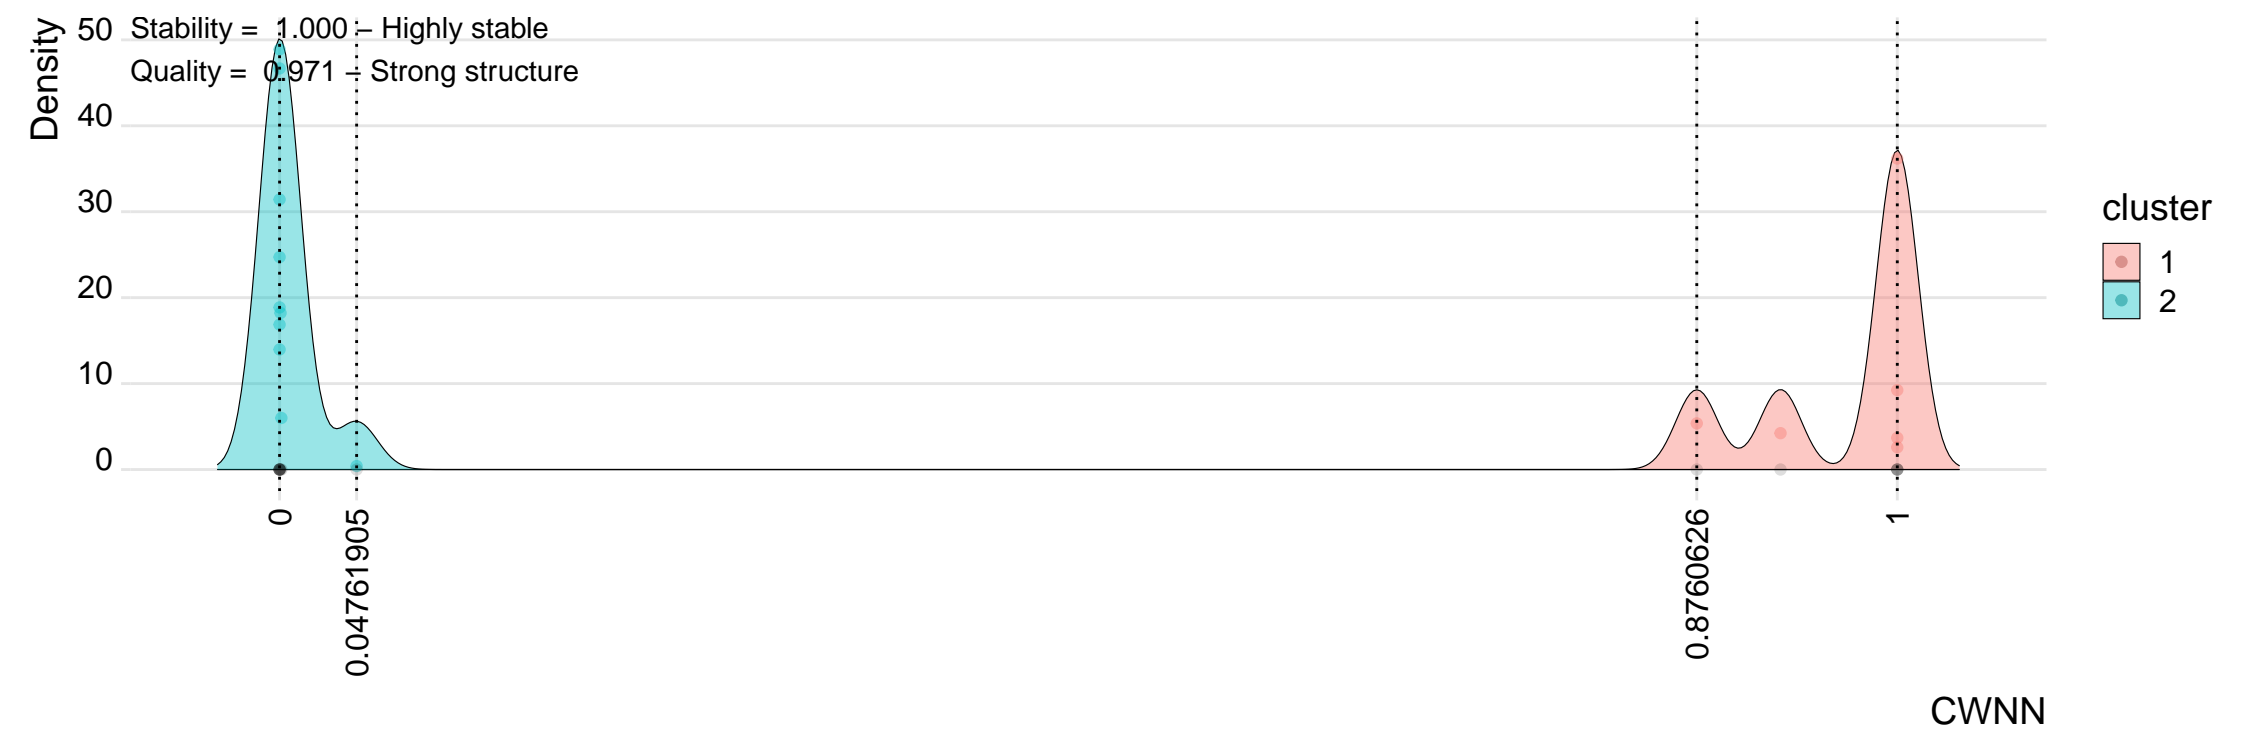 Density
50
40
30
20
10
0
Stability =  1.000 – Highly stable
Quality =  0.971 – Strong structure
0
0.04761905
0.8760626
1
CWNN
cluster
1
2